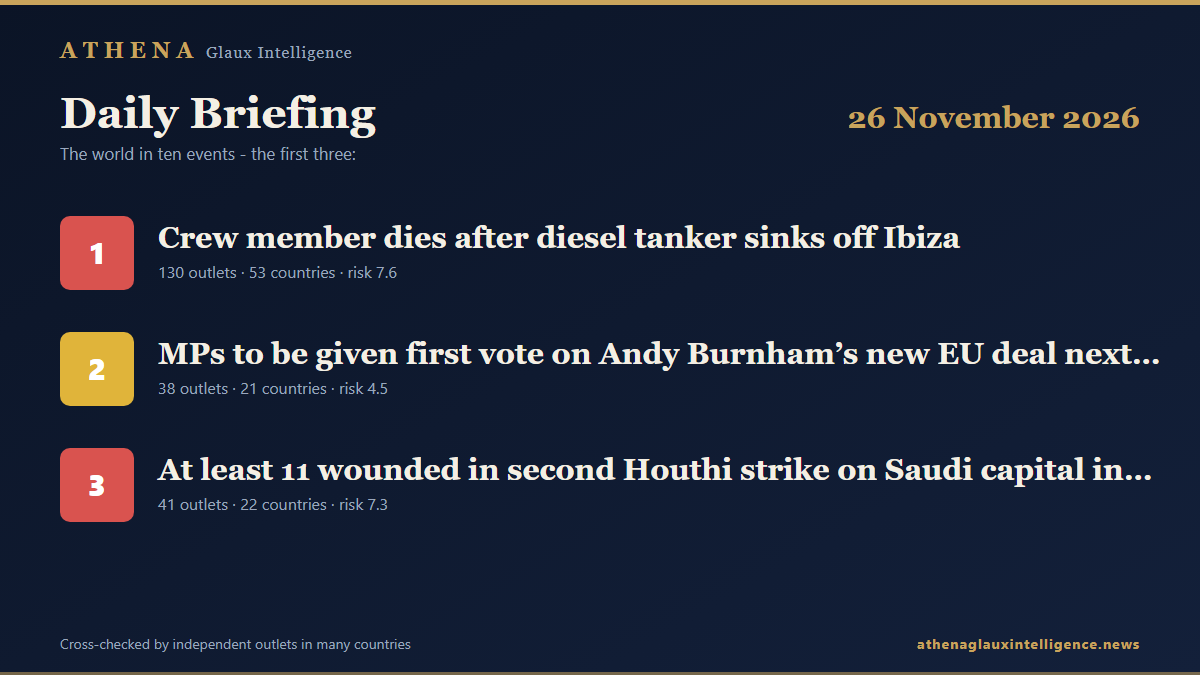 ATHENA Glaux Intelligence
Daily Briefing
26 November 2026
The world in ten events - the first three:
1
Crew member dies after diesel tanker sinks off Ibiza
130 outlets · 53 countries · risk 7.6
2
MPs to be given first vote on Andy Burnham’s new EU deal next...
38 outlets · 21 countries · risk 4.5
3
At least 11 wounded in second Houthi strike on Saudi capital in...
41 outlets · 22 countries · risk 7.3
Cross-checked by independent outlets in many countries
athenaglauxintelligence.news